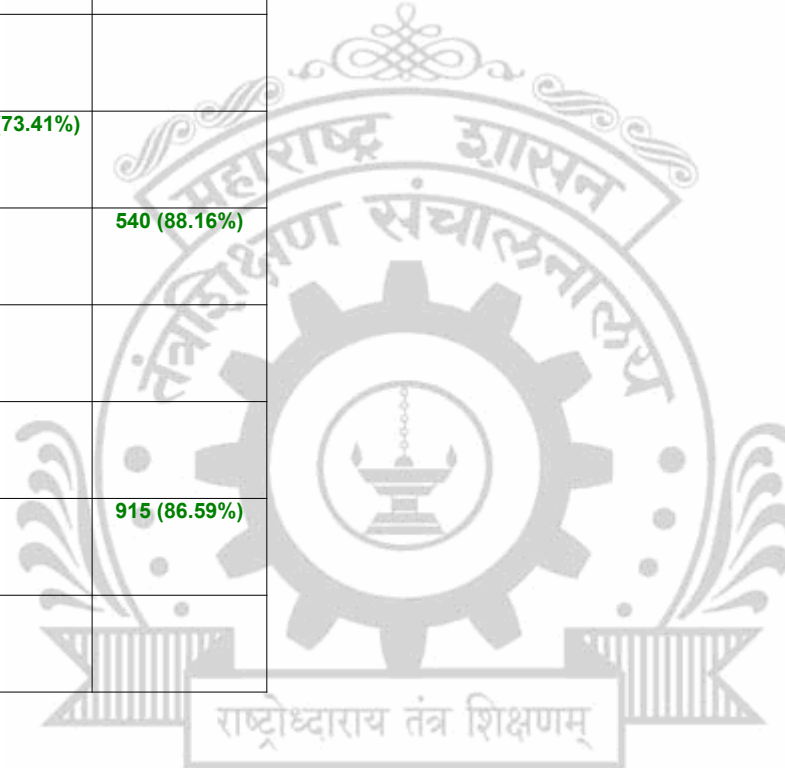 73.41%)
540 (88.16%)
915 (86.59%)
महाराष्ट्र शासन
तंत्रशिक्षण संचालनालय
राष्ट्रोध्दाराय तंत्र शिक्षणम्